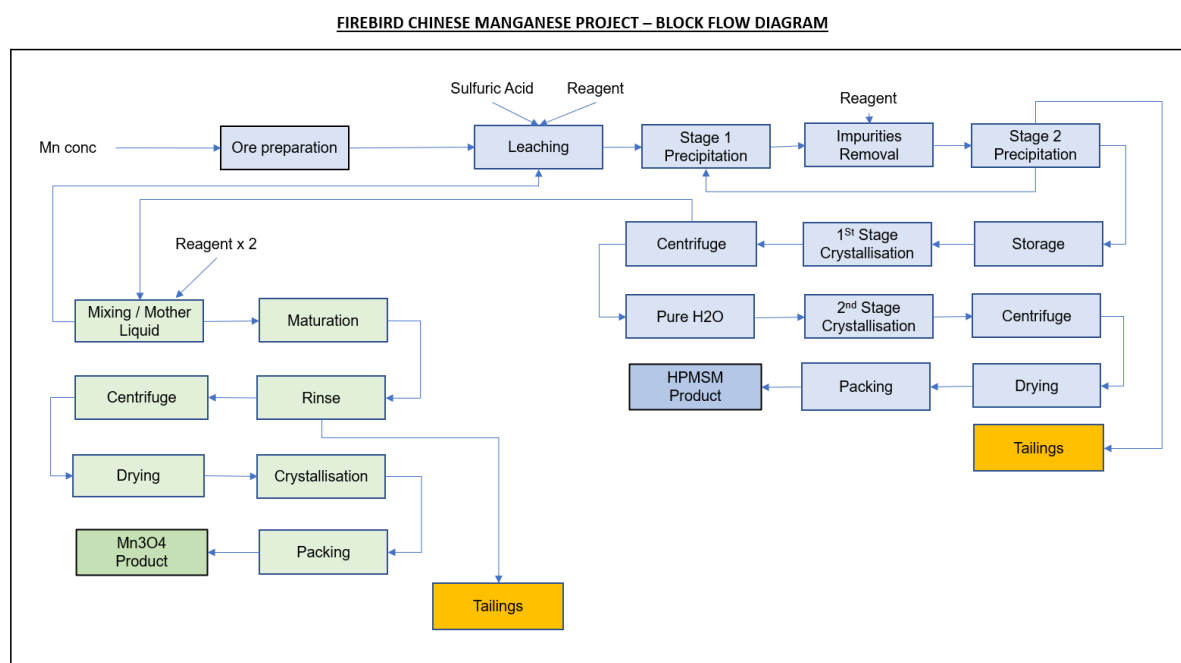 FIREBIRD CHINESE MANGANESE PROJECT – BLOCK FLOW DIAGRAM
Sulfuric Acid
Reagent
Reagent
Mn conc
Ore preparation
Leaching
Stage 1
Precipitation
Impurities
Removal
Stage 2
Precipitation
Reagent x 2
Centrifuge
1St Stage
Crystallisation
Storage
Mixing / Mother
Liquid
Maturation
Pure H2O
2nd Stage
Crystallisation
Centrifuge
Centrifuge
Rinse
HPMSM
Product
Packing
Drying
Tailings
Drying
Crystallisation
Mn3O4
Product
Packing
Tailings